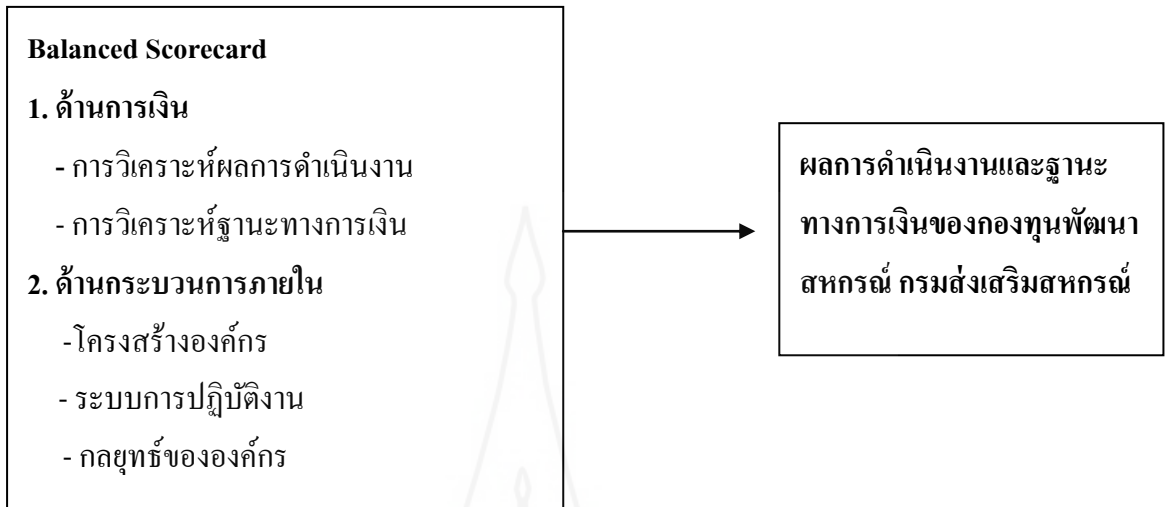 Balanced Scorecard
1. ด้านการเงิน
- การวิเคราะห์ผลการดำเนินงาน
- การวิเคราะห์ฐานะทางการเงิน
2. ด้านกระบวนการภายใน
-โครงสร้างองค์กร
- ระบบการปฏิบัติงาน
- กลยุทธ์ขององค์กร
ผลการดำเนินงานและฐานะ
ทางการเงินของกองทุนพัฒนา
สหกรณ์ กรมส่งเสริมสหกรณ์